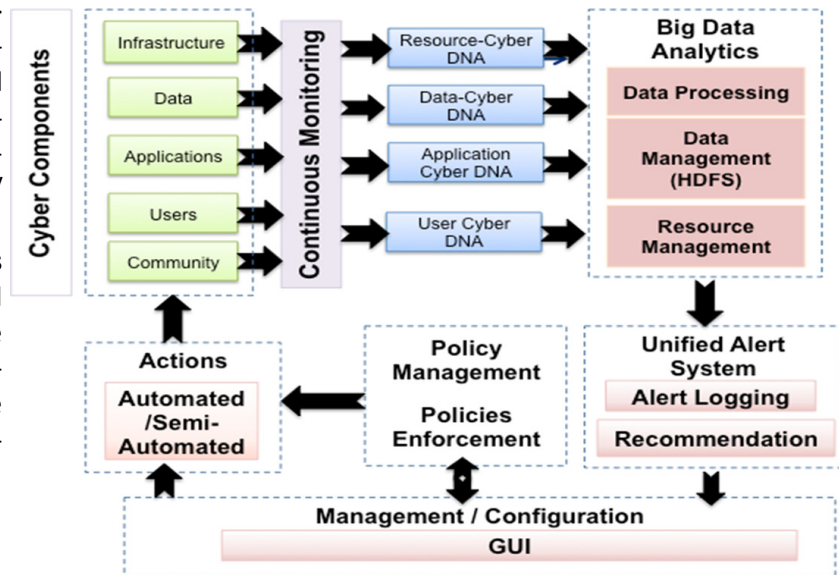 Cyber Components
Infrastructure
Data
Applications
Users
Community
Continuous Monitoring
Resource-Cyber
DNA
Data-Cyber
DNA
Application
Cyber DNA
User Cyber
DNA
Big Data
Analytics
Data Processing
Data
Management
(HDFS)
Resource
Management
Actions
Automated
/Semi-
Automated
Policy
Management
Policies
Enforcement
Unified Alert
System
Alert Logging
Recommendation
Management / Configuration
GUI